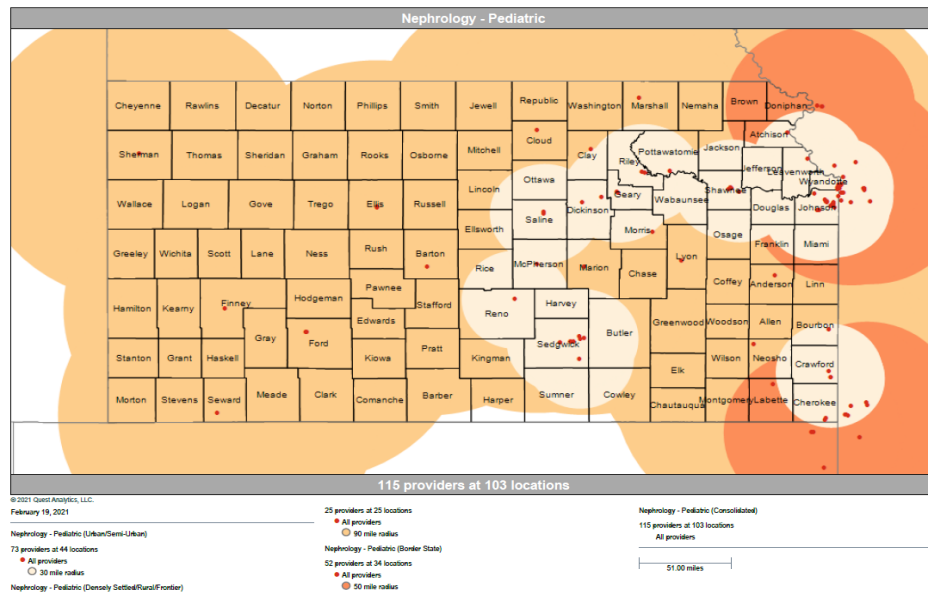 Nephrology - Pediatric
Cheyenne Rawlins Decatur Norton Phillips Smith Jewell Republic Washington Marshall Nemaha Brown Doniphan
Sherman Thomas Sheridan Graham Rooks Osborne Mitchell Cloud Clay Riley Pottawatomie Jackson Atchison
Jefferson Leavenworth Wyandotte
Wallace Logan Gove Trego Ellis Russell Lincoln Ottawa Saline Dickinson Geary Wabaunsee Shawnee Douglas Johnson
Ellsworth Morris Osage Franklin Miami
Greeley Wichita Scott Lane Ness Rush Barton Rice McPherson Marion Chase Lyon Coffey Anderson Linn
Hamilton Kearny Finney Hodgeman Pawnee Stafford Reno Harvey
Gray Ford Edwards Sedgwick Butler Greenwood Woodson Allen Bourbon
Stanton Grant Haskell Kiowa Pratt Kingman Elk Wilson Neosho Crawford
Morton Stevens Seward Meade Clark Comanche Barber Harper Sumner Cowley Chautauqua Montgomery Labette Cherokee
115 providers at 103 locations
© 2021 Quest Analytics, LLC.
February 19, 2021
Nephrology - Pediatric (Urban/Semi-Urban)
73 providers at 44 locations
All providers
30 mile radius
Nephrology - Pediatric (Densely Settled/Rural/Frontier)
25 providers at 25 locations
All providers
90 mile radius
Nephrology - Pediatric (Border State)
52 providers at 34 locations
All providers
50 mile radius
Nephrology - Pediatric (Consolidated)
115 providers at 103 locations
All providers
51.00 miles